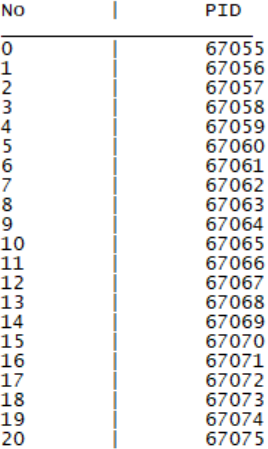 No | PID
0 | 67055
1 | 67056
2 | 67057
3 | 67058
4 | 67059
5 | 67060
6 | 67061
7 | 67062
8 | 67063
9 | 67064
10 | 67065
11 | 67066
12 | 67067
13 | 67068
14 | 67069
15 | 67070
16 | 67071
17 | 67072
18 | 67073
19 | 67074
20 | 67075